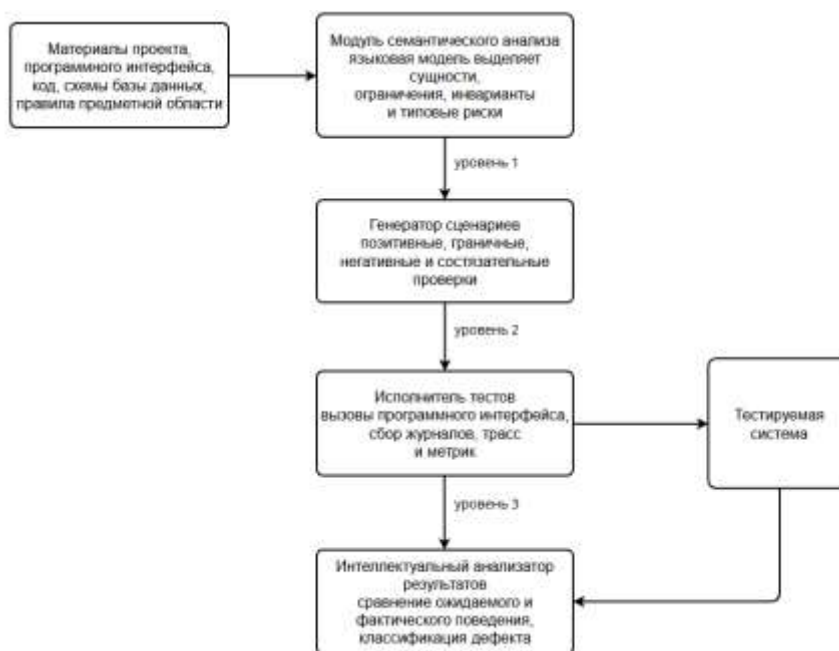 Материалы проекта,
программного интерфейса,
код, схемы базы данных,
правила предметной области
Модуль семантического анализа
языковая модель выделяет
сущности,
ограничения, инварианты
и типовые риски
уровень 1
Генератор сценариев
позитивные, граничные,
негативные и состязательные
проверки
уровень 2
Исполнитель тестов
вызовы программного интерфейса,
сбор журналов, трасс
и метрик
Тестируемая
система
уровень 3
Интеллектуальный анализатор
результатов
сравнение ожидаемого и
фактического поведения,
классификация дефекта